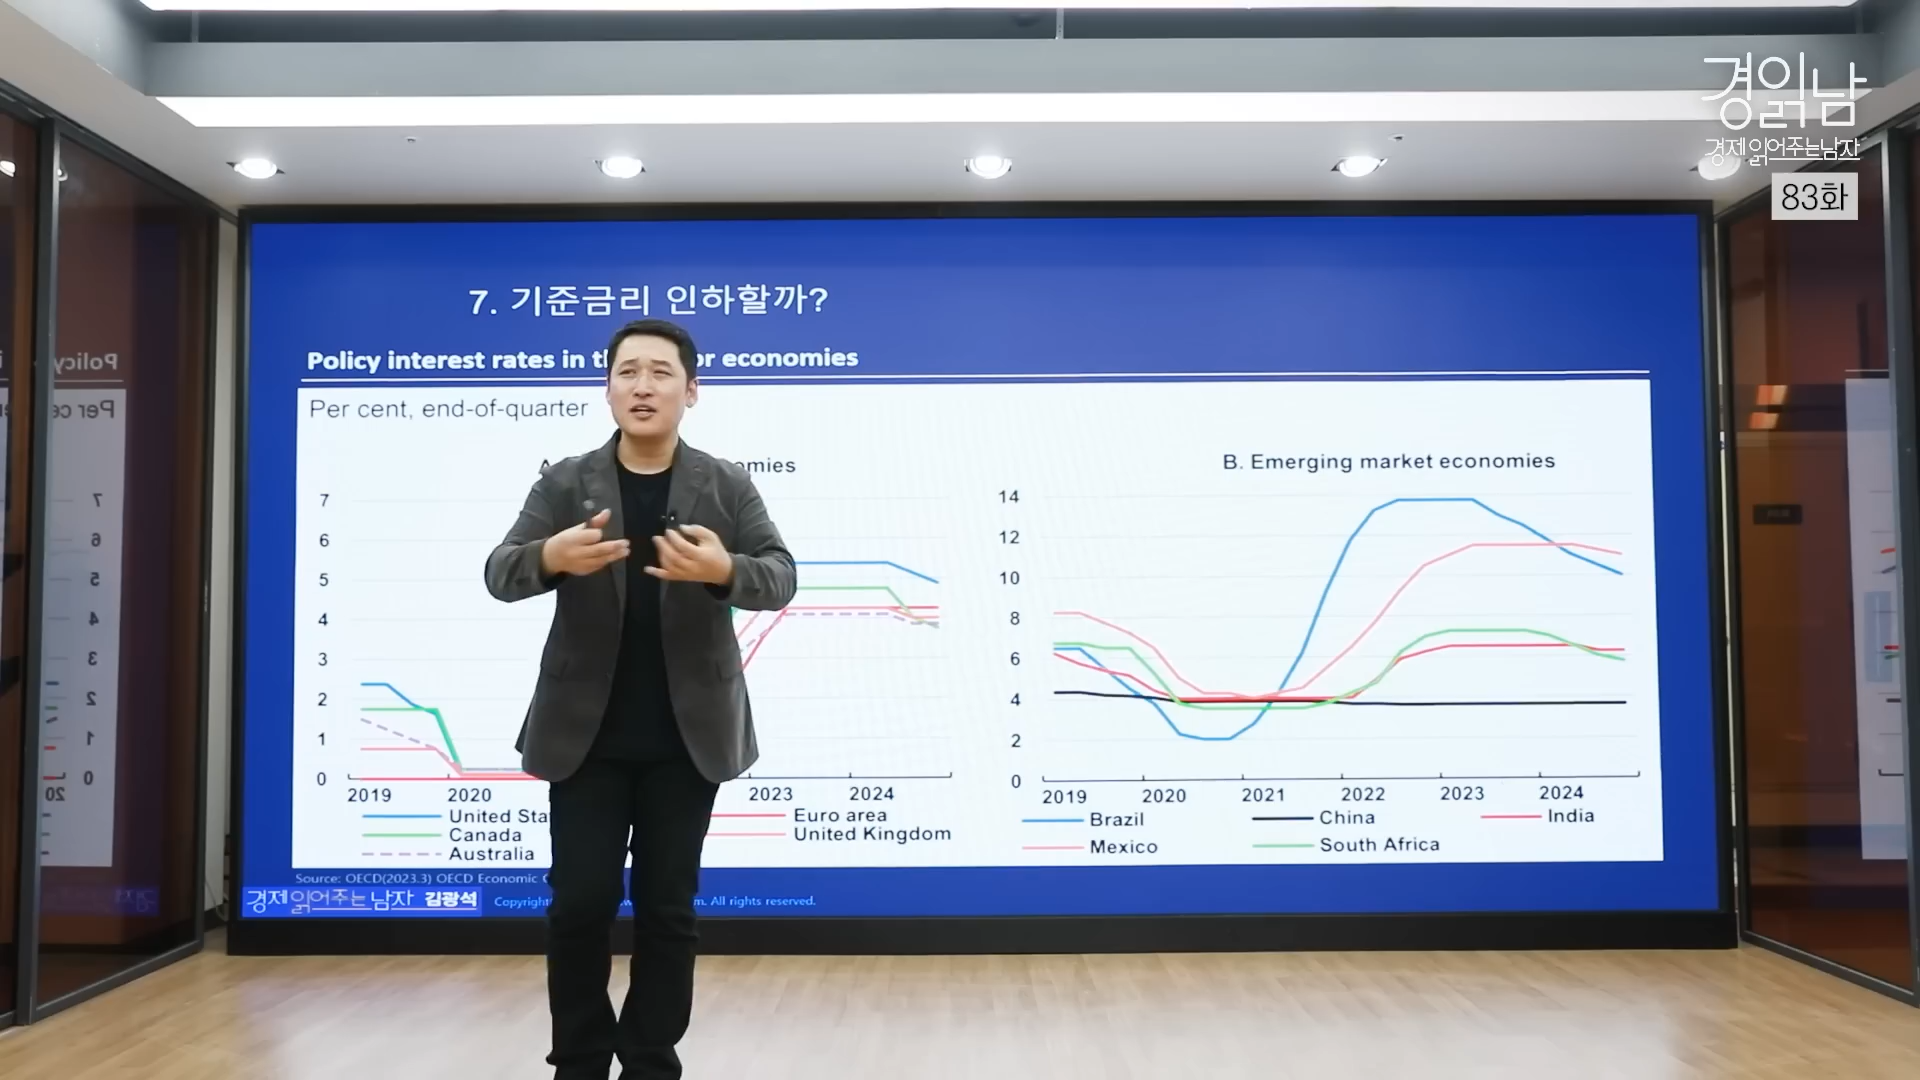 경읽남
경제읽어주는남자
83화
7. 기준금리 인하할까?
Policy interest rates in or economies
Per cent, end-of-quarter
B. Emerging market economies
7
6
5
4
3
2
1
0
2019 2020 2023 2024
United Euro area
Canada United Kingdom
Australia
14
12
10
8
6
4
2
0
2019 2020 2021 2022 2023 2024
Brazil China India
Mexico South Africa
Source: OECD(2023.3) OECD Economic
경제읽어주는남자 김광석
All rights reserved.